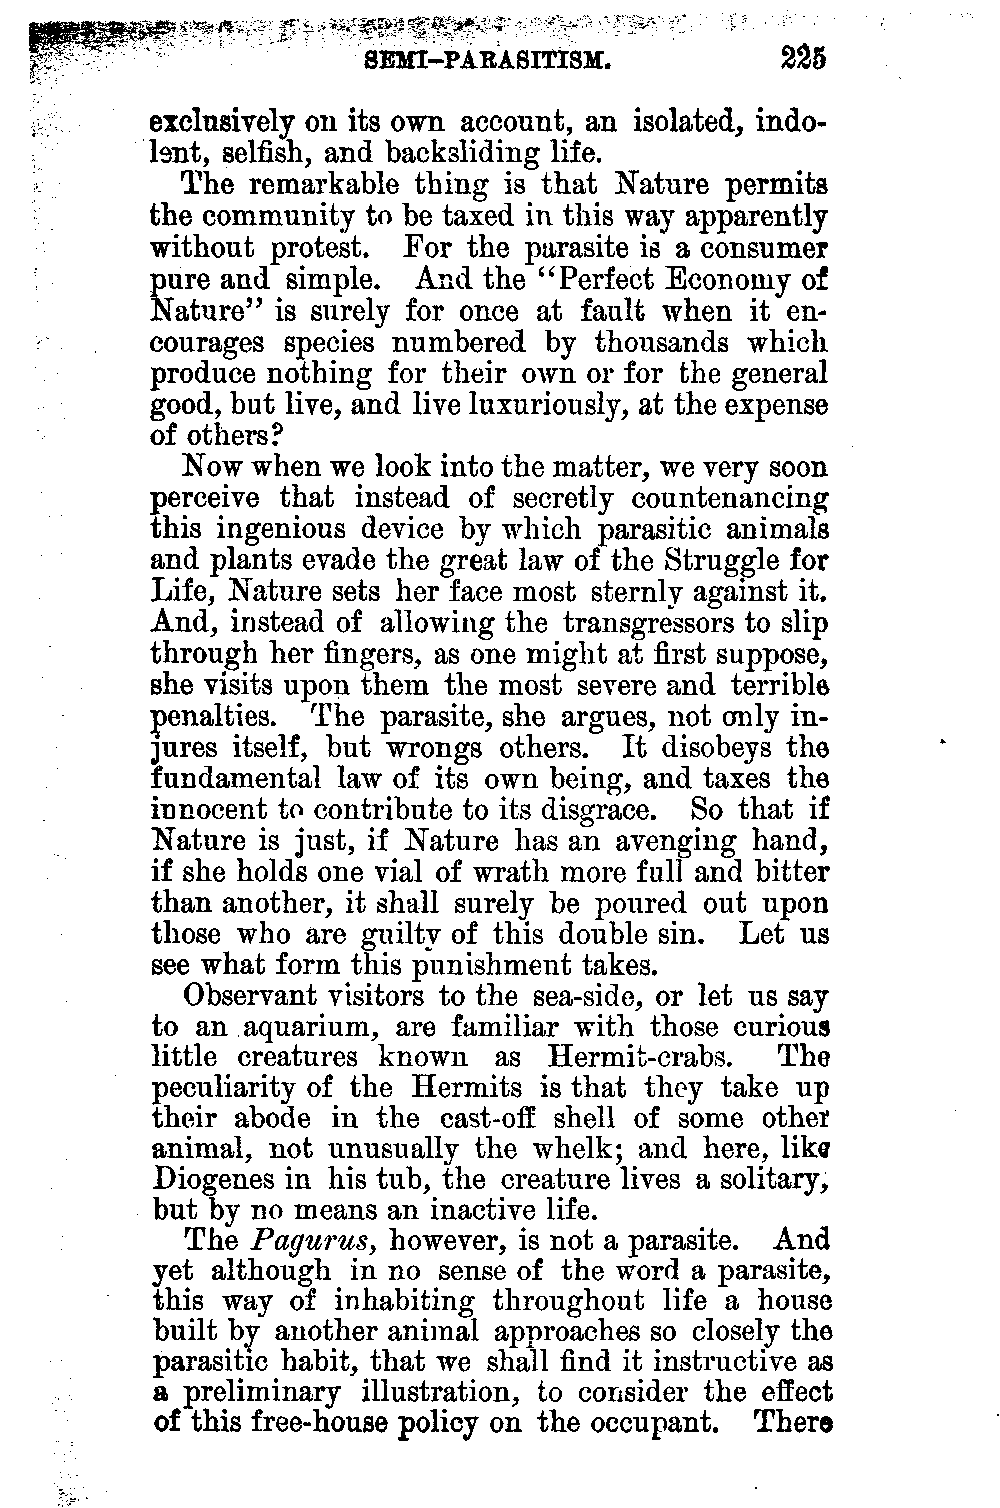 SEMI-PARASITISM. 225
exclusively on its own account, an isolated, indo-
lent, selfish, and backsliding life.
The remarkable thing is that Nature permits
the community to be taxed in this way apparently
without protest. For the parasite is a consumer
pure and simple. And the "Perfect Economy of
Nature" is surely for once at fault when it en-
courages species numbered by thousands which
produce nothing for their own or for the general
good, but live, and live luxuriously, at the expense
of others?
Now when we look into the matter, we very soon
perceive that instead of secretly countenancing
this ingenious device by which parasitic animals
and plants evade the great law of the Struggle for
Life, Nature sets her face most sternly against it.
And, instead of allowing the transgressors to slip
through her fingers, as one might at first suppose,
she visits upon them the most severe and terrible
penalties. The parasite, she argues, not only in-
jures itself, but wrongs others. It disobeys the
fundamental law of its own being, and taxes the
innocent to contribute to its disgrace. So that if
Nature is just, if Nature has an avenging hand,
if she holds one vial of wrath more full and bitter
than another, it shall surely be poured out upon
those who are guilty of this double sin. Let us
see what form this punishment takes.
Observant visitors to the sea-side, or let us say
to an aquarium, are familiar with those curious
little creatures known as Hermit-crabs. The
peculiarity of the Hermits is that they take up
their abode in the cast-off shell of some other
animal, not unusually the whelk; and here, like
Diogenes in his tub, the creature lives a solitary,
but by no means an inactive life.
The Pagurus, however, is not a parasite. And
yet although in no sense of the word a parasite,
this way of inhabiting throughout life a house
built by another animal approaches so closely the
parasitic habit, that we shall find it instructive as
a preliminary illustration, to consider the effect
of this free-house policy on the occupant. There